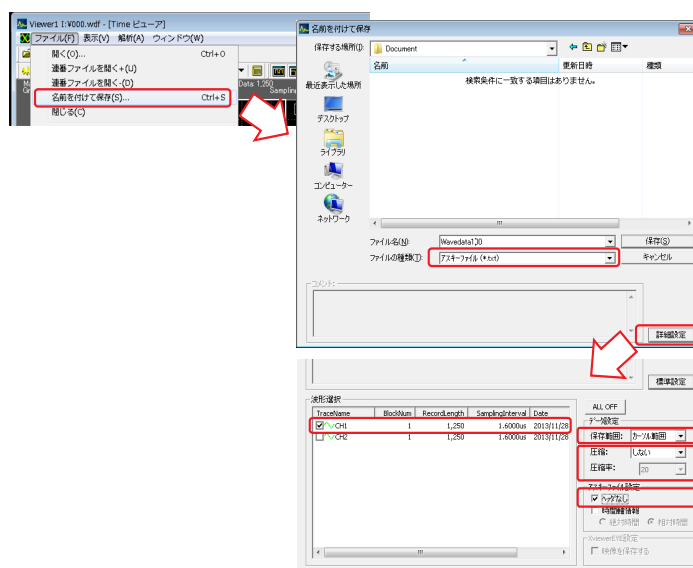 Viewer1 I:¥000.wdf - [Time ビューア]
ファイル(F) 表示(V) 解析(A) ウィンドウ(W)
開く(O)... Ctrl+O
連番ファイルを開く+(U)
連番ファイルを開く-(D)
名前を付けて保存(S)... Ctrl+S
閉じる(C)
Data: 1,250
名前を付けて保存
保存する場所(I): Document
名前 更新日時 種類
検索条件に一致する項目はありません。
最近表示した場所
デスクトップ
ライブラリ
コンピューター
ネットワーク
ファイル名(N): 保存(S)
ファイルの種類(T): アスキーファイル (*.txt) キャンセル
コメント:
詳細設定
標準設定
波形選択
ALL OFF
TraceName BlockNum RecordLength SamplingInterval Date
CH1 1 1,250 1.6000us 2013/11/28
CH2 1 1,250 1.6000us 2013/11/28
データ設定
保存範囲: カーソル範囲
圧縮: しない
圧縮率: 20
アスキーファイル設定
ヘッダなし
時間軸情報
絶対時間 相対時間
XviewerEYE設定
映像を保存する